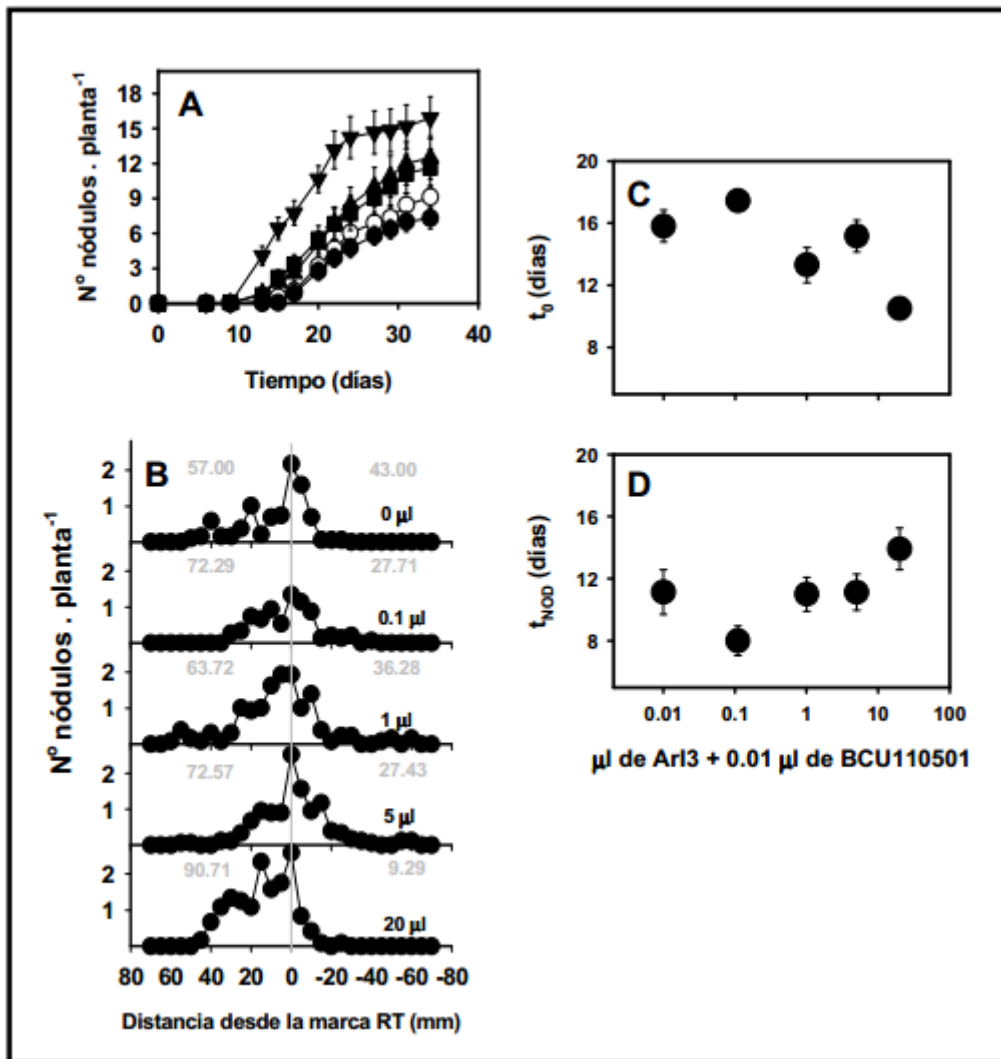 A
Nº nódulos . planta⁻¹
18
15
12
9
6
3
0
0 10 20 30 40
Tiempo (días)
B
Nº nódulos . planta⁻¹
57.00 43.00
2
1
0 µl
72.29 27.71
2
1
0.1 µl
63.72 36.28
2
1
1 µl
72.57 27.43
2
1
5 µl
90.71 9.29
2
1
20 µl
80 60 40 20 0 -20 -40 -60 -80
Distancia desde la marca RT (mm)
C
t₀ (días)
20
16
12
8
D
tNOD (días)
20
16
12
8
0.01 0.1 1 10 100
µl de ArI3 + 0.01 µl de BCU110501